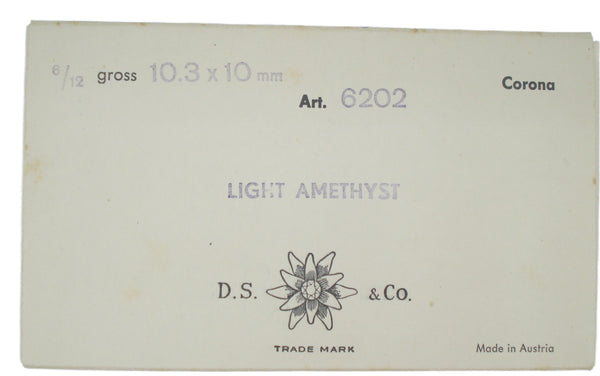 6/12 gross 10.3 x 10 mm
Corona
Art. 6202
LIGHT AMETHYST
D.S. & Co.
TRADE MARK
Made in Austria